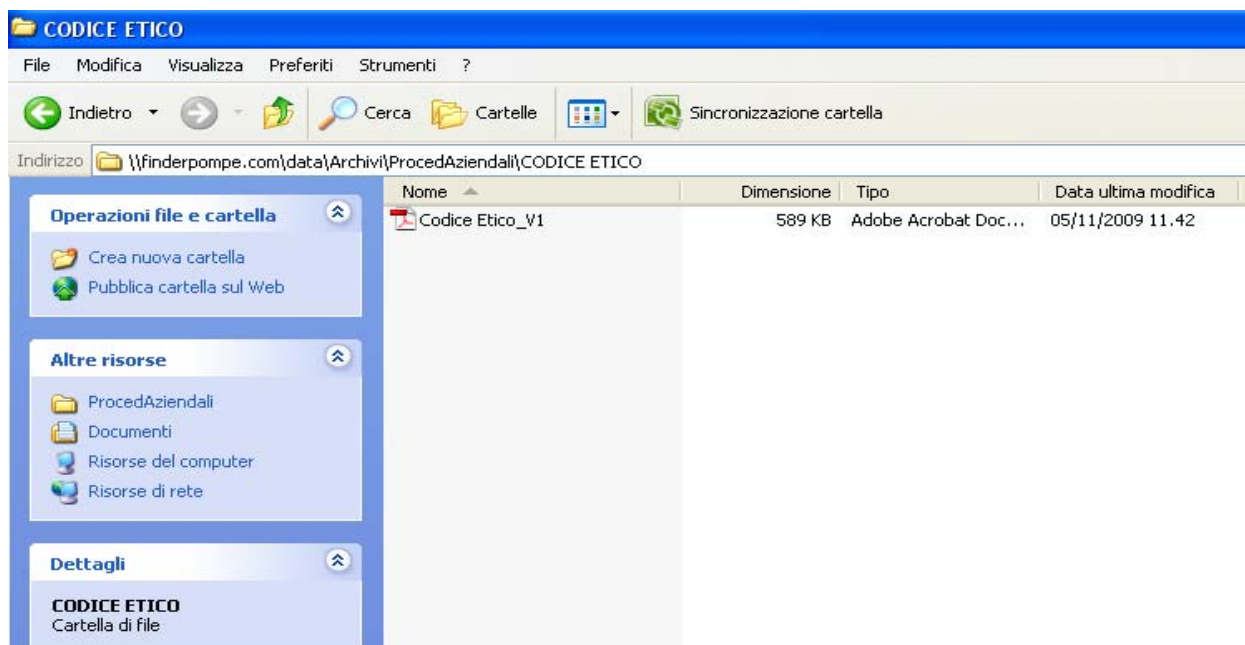 CODICE ETICO
File Modifica Visualizza Preferiti Strumenti ?
Indietro Cerca Cartelle Sincronizzazione cartella
Indirizzo \\finderpompe.com\data\Archivi\ProcedAziendali\CODICE ETICO
Nome Dimensione Tipo Data ultima modifica
Codice Etico_V1 589 KB Adobe Acrobat Doc... 05/11/2009 11.42
Operazioni file e cartella
Crea nuova cartella
Pubblica cartella sul Web
Altre risorse
ProcedAziendali
Documenti
Risorse del computer
Risorse di rete
Dettagli
CODICE ETICO
Cartella di file